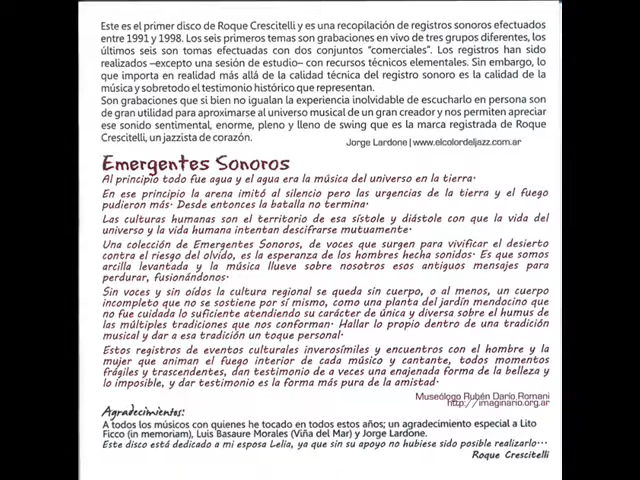 Este es el primer disco de Roque Crescitelli y es una recopilación de registros sonoros efectuados
entre 1991 y 1998. Los seis primeros temas son grabaciones en vivo de tres grupos diferentes, los
últimos seis son tomas efectuadas con dos conjuntos "comerciales". Los registros han sido
realizados –excepto una sesión de estudio– con recursos técnicos elementales. Sin embargo, lo
que importa en realidad más allá de la calidad técnica del registro sonoro es la calidad de la
música y sobretodo el testimonio histórico que representan.
Son grabaciones que si bien no igualan la experiencia inolvidable de escucharlo en persona son
de gran utilidad para aproximarse al universo musical de un gran creador y nos permiten apreciar
ese sonido sentimental, enorme, pleno y lleno de swing que es la marca registrada de Roque
Crescitelli, un jazzista de corazón.
Jorge Lardone | www.elcolordeljazz.com.ar
Emergentes Sonoros
Al principio todo fue agua y el agua era la música del universo en la tierra·
En ese principio la arena imitó al silencio pero las urgencias de la tierra y el fuego
pudieron más· Desde entonces la batalla no termina·
Las culturas humanas son el territorio de esa sístole y diástole con que la vida del
universo y la vida humana intentan descifrarse mutuamente·
Una colección de Emergentes Sonoros, de voces que surgen para vivificar el desierto
contra el riesgo del olvido, es la esperanza de los hombres hecha sonidos· Es que somos
arcilla levantada y la música llueve sobre nosotros esos antiguos mensajes para
perdurar, fusionándonos·
Sin voces y sin oídos la cultura regional se queda sin cuerpo, o al menos, un cuerpo
incompleto que no se sostiene por sí mismo, como una planta del jardín mendocino que
no fue cuidada lo suficiente atendiendo su carácter de única y diversa sobre el humus de
las múltiples tradiciones que nos conforman· Hallar lo propio dentro de una tradición
musical y dar a esa tradición un toque personal·
Estos registros de eventos culturales inverosímiles y encuentros con el hombre y la
mujer que animan el fuego interior de cada músico y cantante, todos momentos
frágiles y trascendentes, dan testimonio de a veces una enajenada forma de la belleza y
lo imposible, y dar testimonio es la forma más pura de la amistad·
Museólogo Rubén Darío Romani
http://imaginario.org.ar
Agradecimientos:
A todos los músicos con quienes he tocado en todos estos años; un agradecimiento especial a Lito
Ficco (in memoriam), Luis Basaure Morales (Viña del Mar) y Jorge Lardone.
Este disco está dedicado a mi esposa Lelia, ya que sin su apoyo no hubiese sido posible realizarlo···
Roque Crescitelli